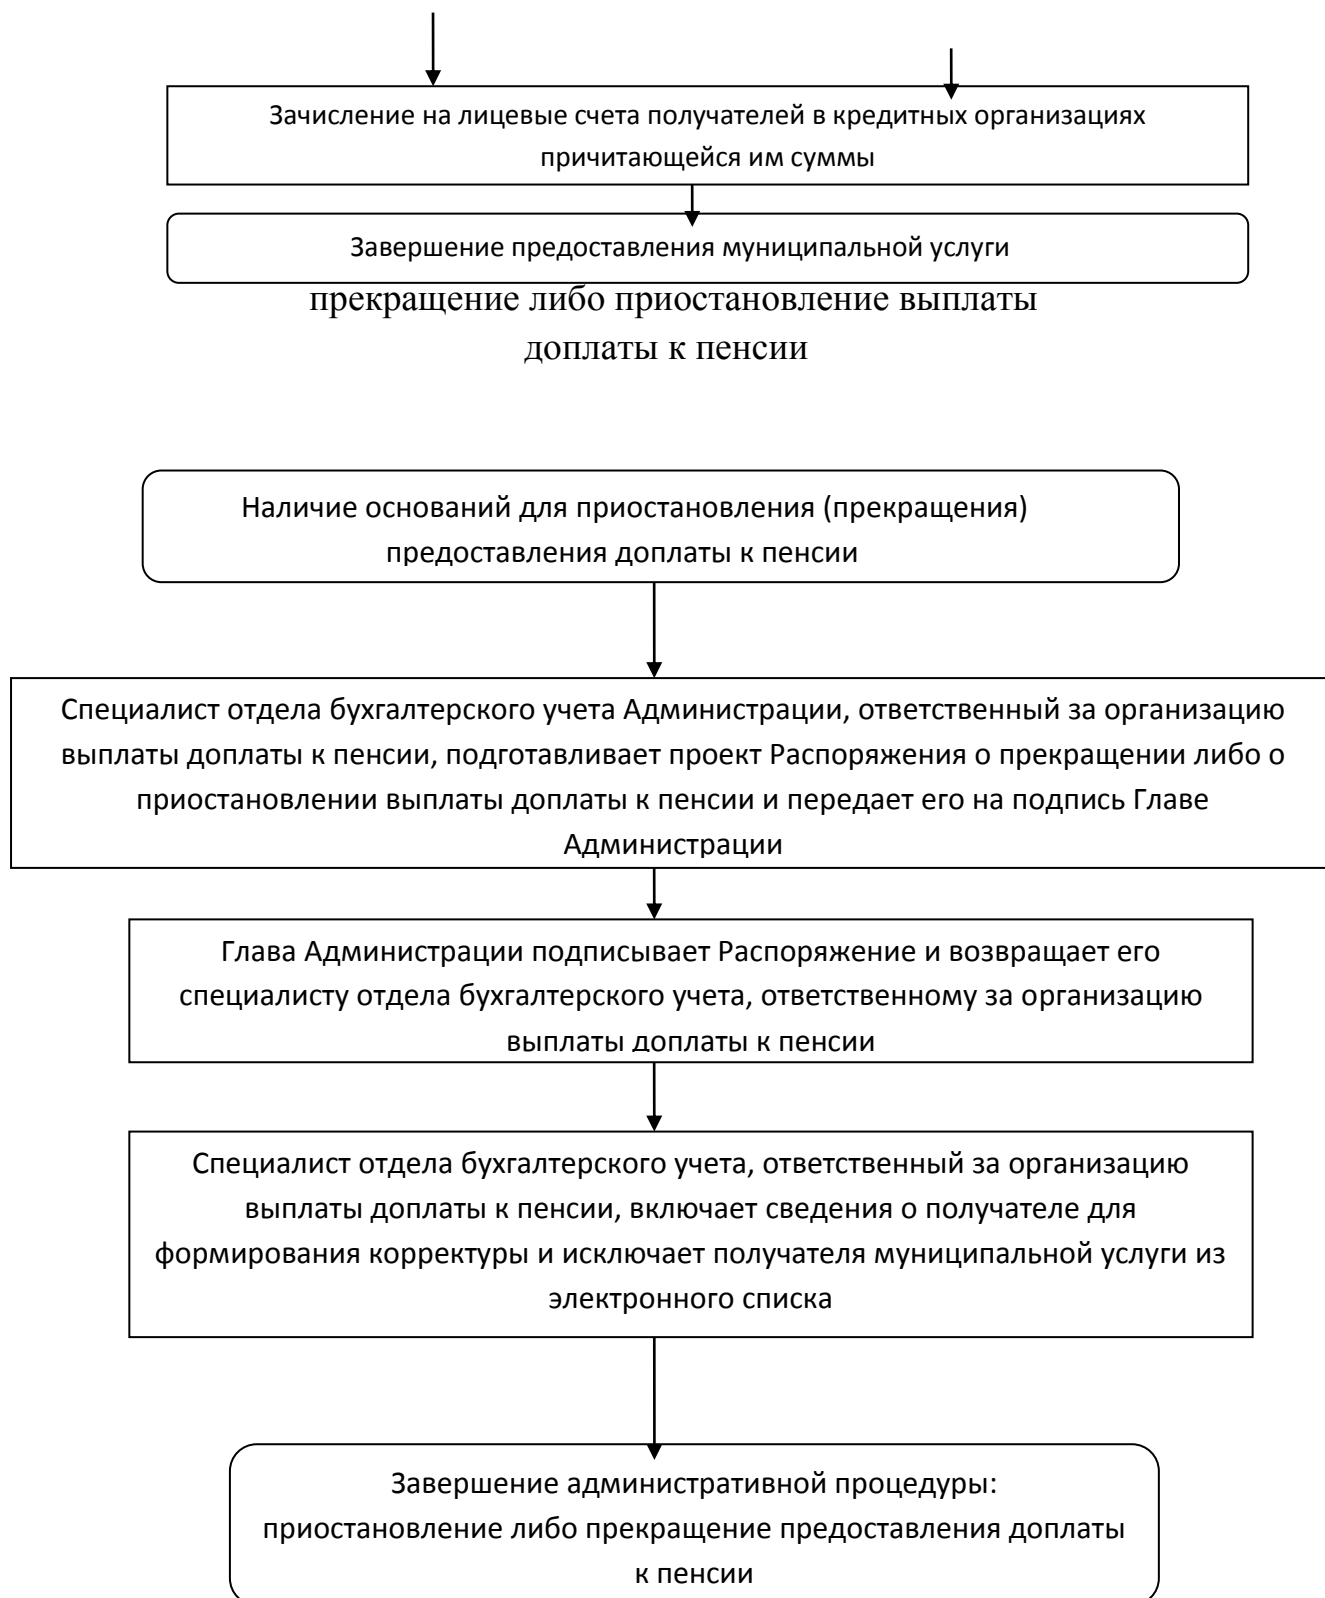 Зачисление на лицевые счета получателей в кредитных организациях
причитающейся им суммы
Завершение предоставления муниципальной услуги
прекращение либо приостановление выплаты
доплаты к пенсии
Наличие оснований для приостановления (прекращения)
предоставления доплаты к пенсии
Специалист отдела бухгалтерского учета Администрации, ответственный за организацию
выплаты доплаты к пенсии, подготавливает проект Распоряжения о прекращении либо о
приостановлении выплаты доплаты к пенсии и передает его на подпись Главе
Администрации
Глава Администрации подписывает Распоряжение и возвращает его
специалисту отдела бухгалтерского учета, ответственному за организацию
выплаты доплаты к пенсии
Специалист отдела бухгалтерского учета, ответственный за организацию
выплаты доплаты к пенсии, включает сведения о получателе для
формирования корректуры и исключает получателя муниципальной услуги из
электронного списка
Завершение административной процедуры:
приостановление либо прекращение предоставления доплаты
к пенсии